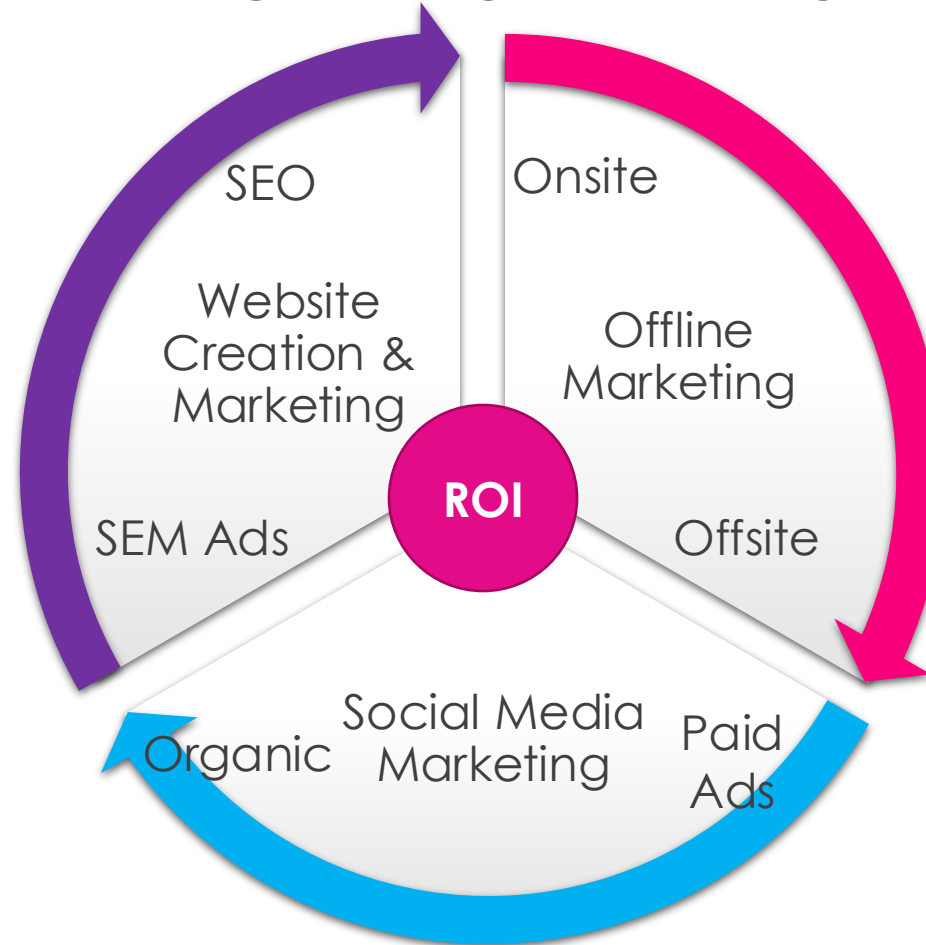 SEO
Onsite
Website
Creation &
Marketing
Offline
Marketing
ROI
SEM Ads
Offsite
Organic
Social Media
Marketing
Paid
Ads